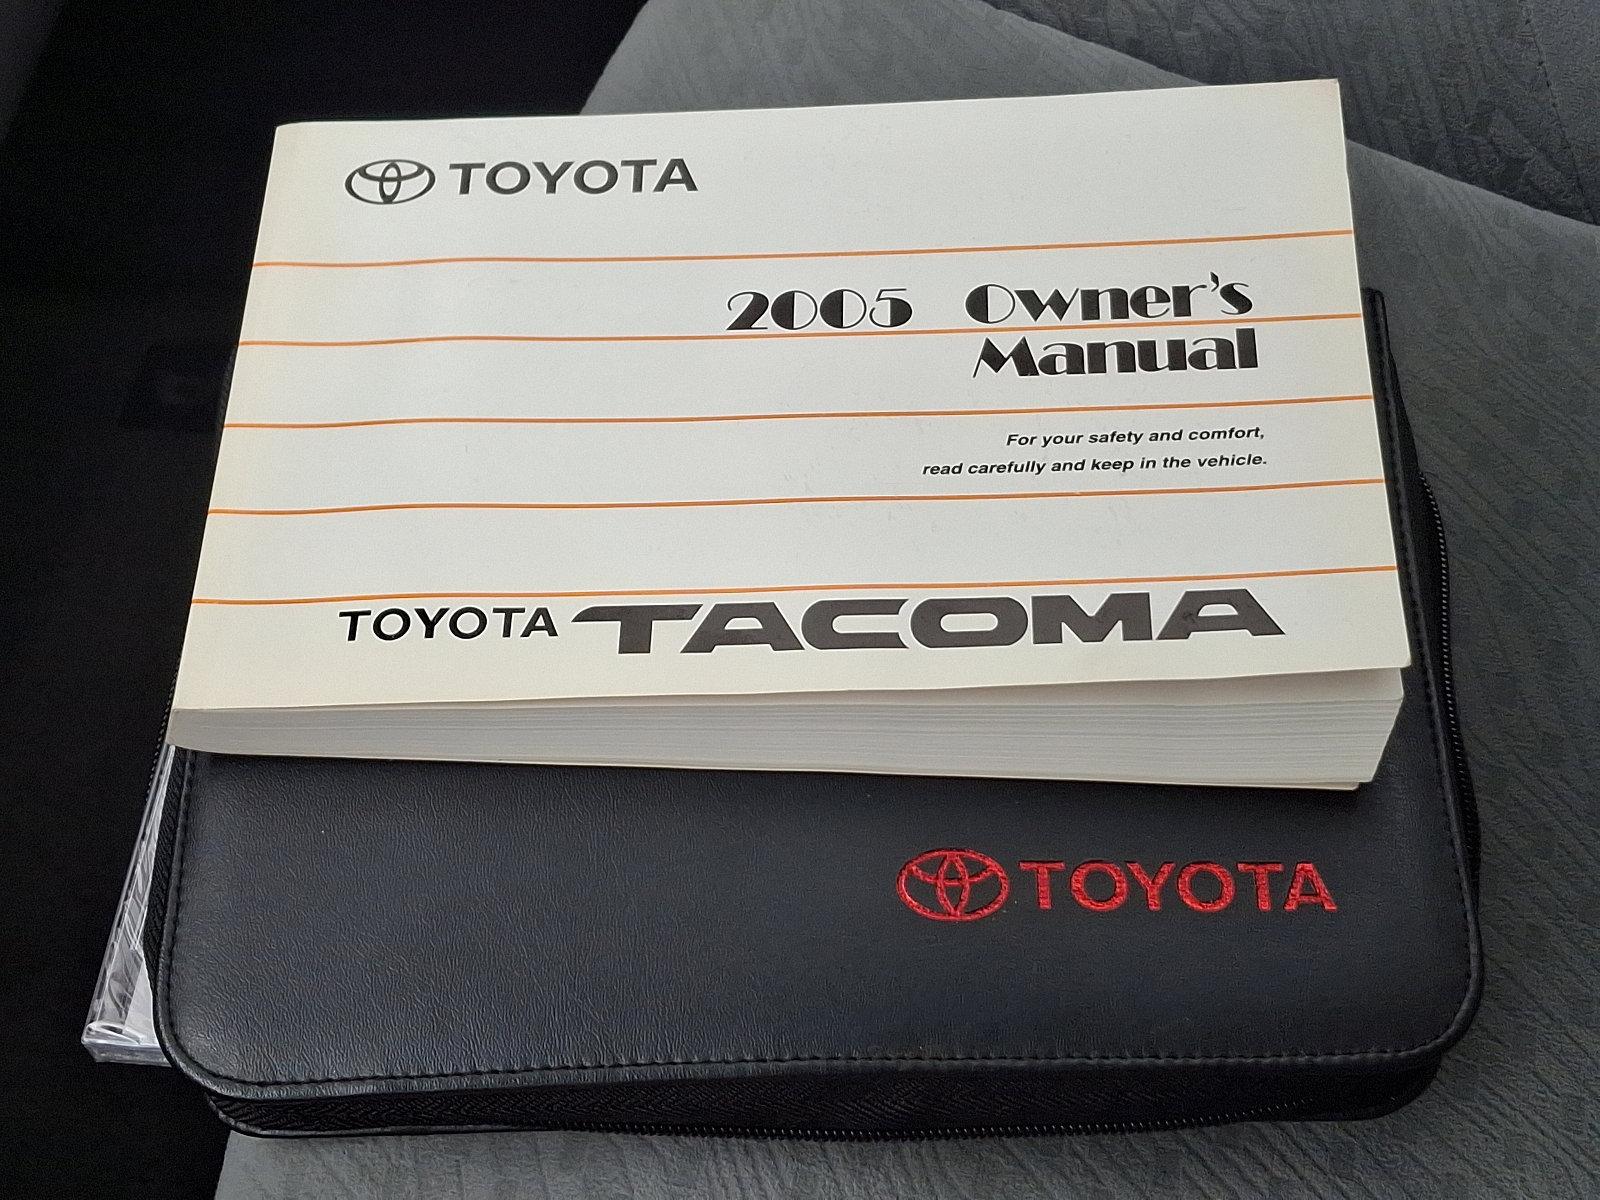 TOYOTA
2005 Owner's
Manual
For your safety and comfort,
read carefully and keep in the vehicle.
TOYOTA TACOMA
TOYOTA